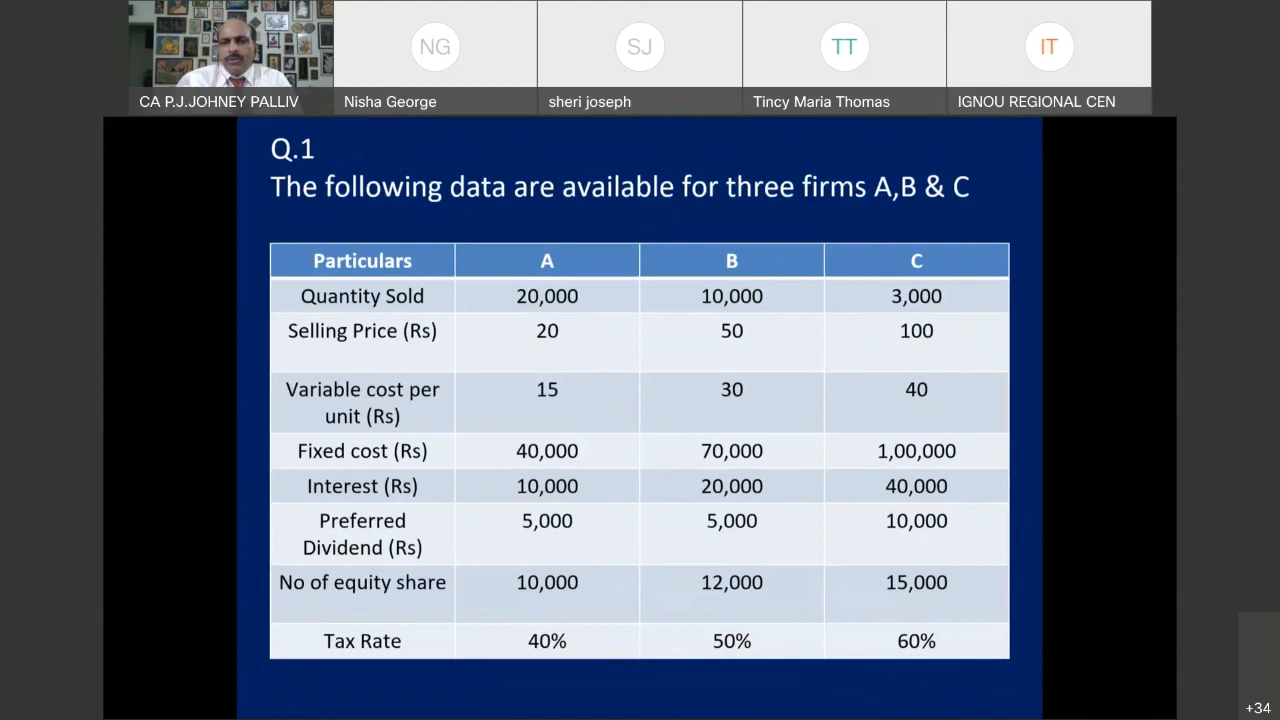 NG
SJ
TT
IT
CA P.J.JOHNEY PALLIV
Nisha George
sheri joseph
Tincy Maria Thomas
IGNOU REGIONAL CEN
Q.1
The following data are available for three firms A,B & C
Particulars A B C
Quantity Sold 20,000 10,000 3,000
Selling Price (Rs) 20 50 100
Variable cost per 15 30 40
unit (Rs)
Fixed cost (Rs) 40,000 70,000 1,00,000
Interest (Rs) 10,000 20,000 40,000
Preferred 5,000 5,000 10,000
Dividend (Rs)
No of equity share 10,000 12,000 15,000
Tax Rate 40% 50% 60%
+34